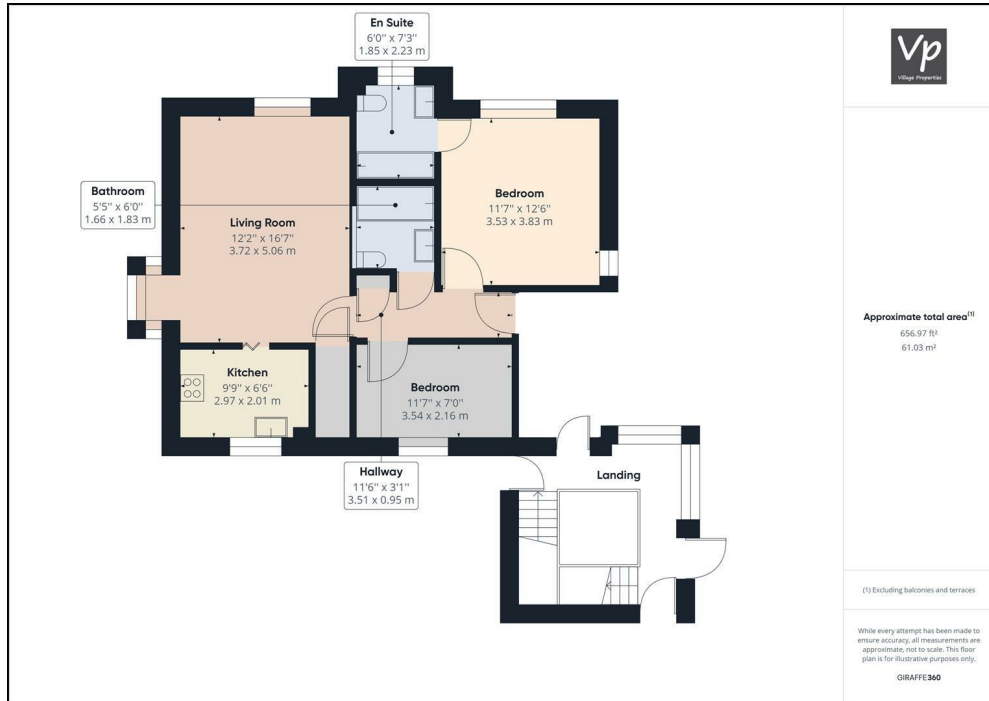 En Suite
6'0" x 7'3"
1.85 x 2.23 m
Bathroom
5'5" x 6'0"
1.66 x 1.83 m
Living Room
12'2" x 16'7"
3.72 x 5.06 m
Bedroom
11'7" x 12'6"
3.53 x 3.83 m
Kitchen
9'9" x 6'6"
2.97 x 2.01 m
Bedroom
11'7" x 7'0"
3.54 x 2.16 m
Hallway
11'6" x 3'1"
3.51 x 0.95 m
Landing
Vp
Village Properties
Approximate total area(1)
656.97 ft²
61.03 m²
(1) Excluding balconies and terraces
While every attempt has been made to
ensure accuracy, all measurements are
approximate, not to scale. This floor
plan is for illustrative purposes only.
GIRAFFE360